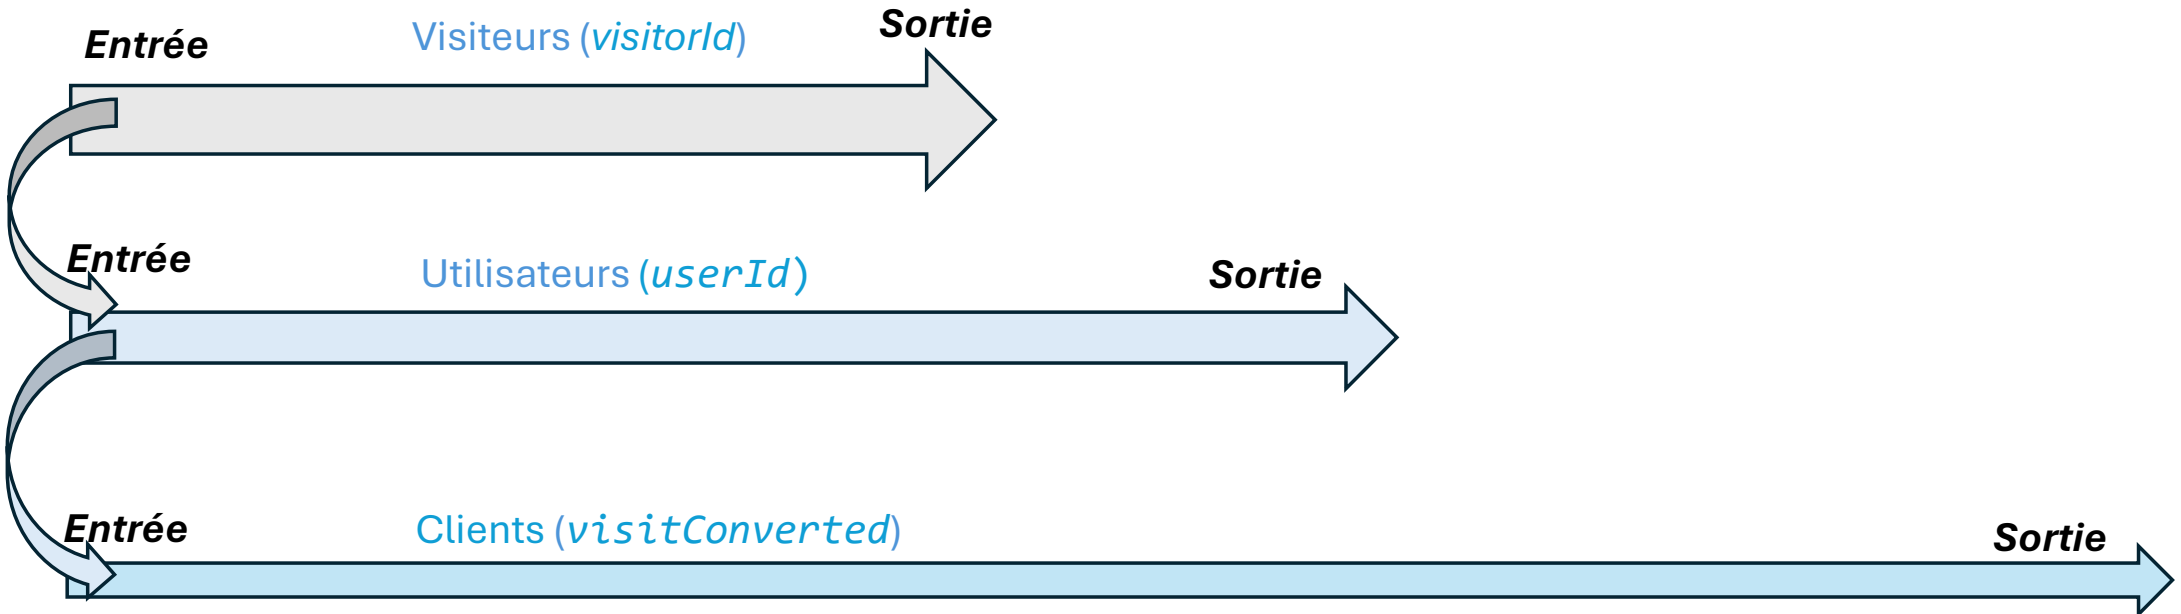 Entrée Visiteurs (visitorId) Sortie
Entrée Utilisateurs (userId) Sortie
Entrée Clients (visitConverted) Sortie